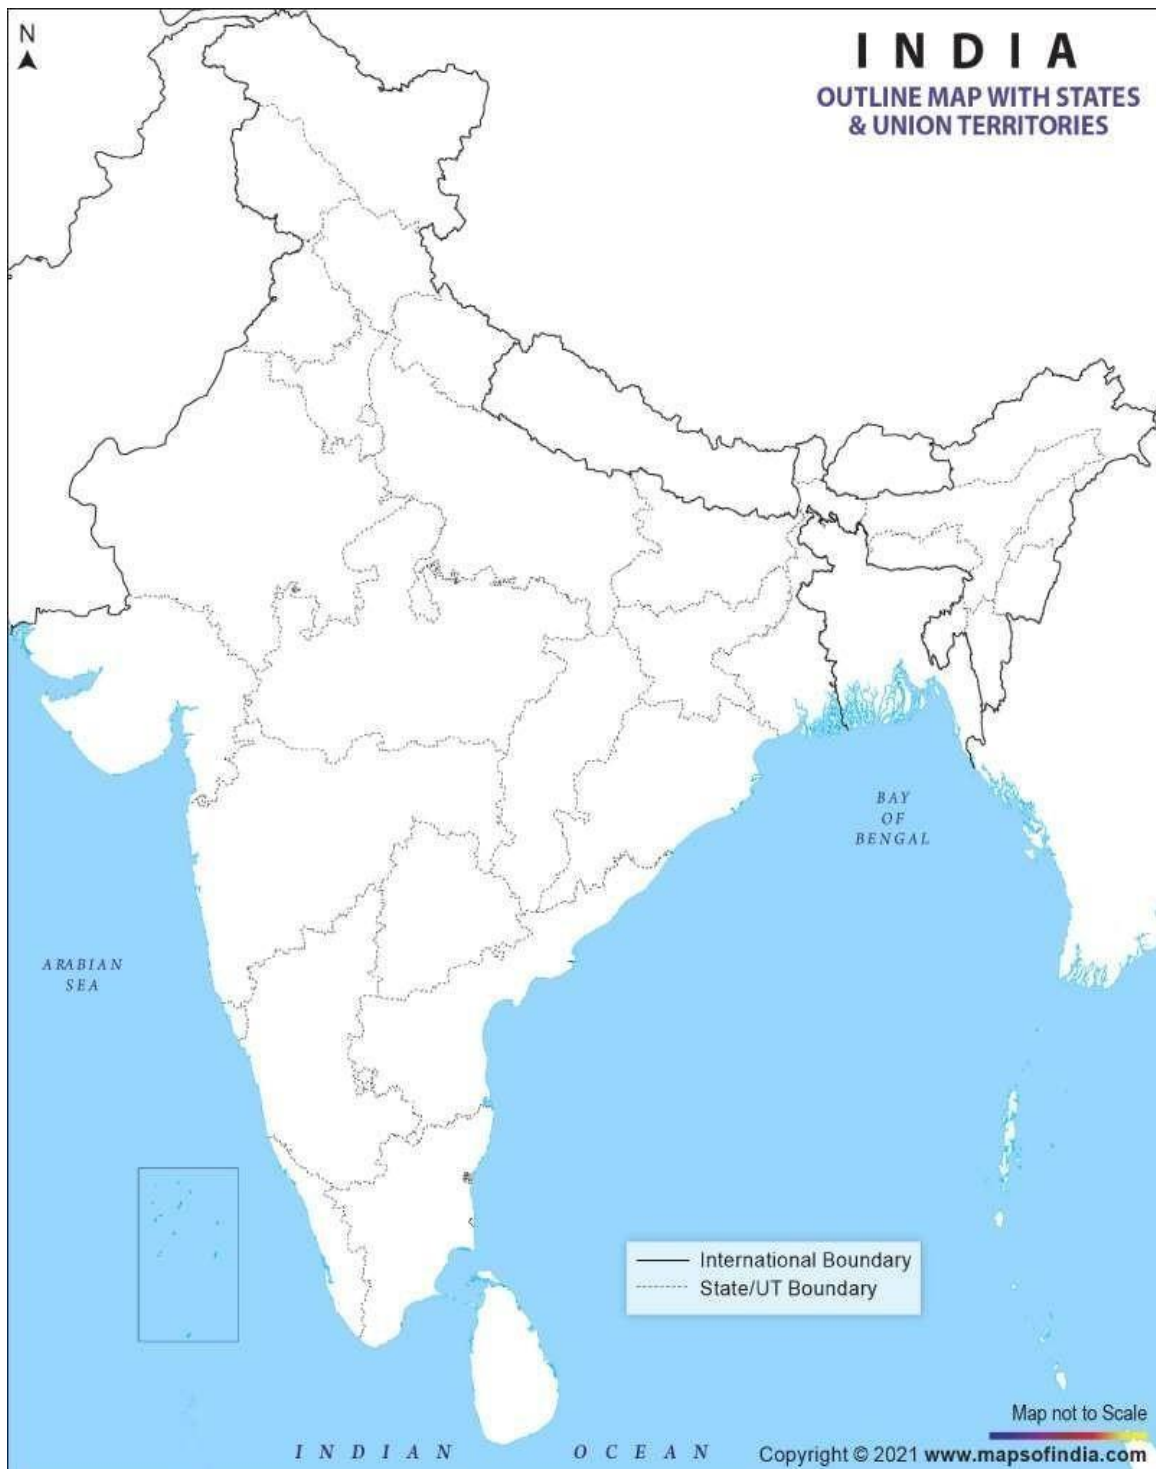 N
INDIA
OUTLINE MAP WITH STATES
& UNION TERRITORIES
BAY
OF
BENGAL
ARABIAN
SEA
International Boundary
State/UT Boundary
Map not to Scale
INDIAN OCEAN
Copyright © 2021 www.mapsofindia.com